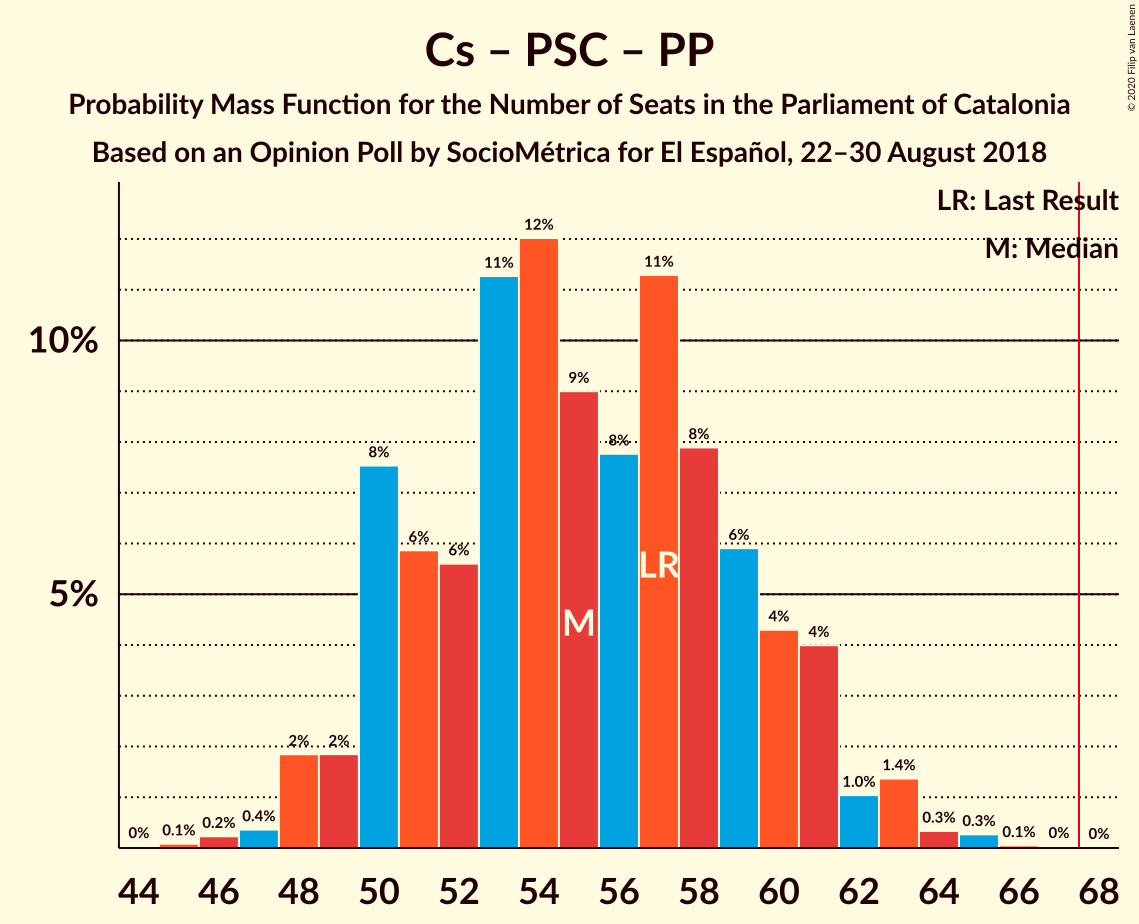 Cs – PSC – PP
Probability Mass Function for the Number of Seats in the Parliament of Catalonia
Based on an Opinion Poll by SocioMétrica for El Español, 22–30 August 2018
© 2020 Filip van Laenen
LR: Last Result
M: Median
10%
5%
0% 0.1% 0.2% 0.4% 2% 2% 8% 6% 6% 11% 12% 9% 8% 11% 8% 6% 4% 4% 1.0% 1.4% 0.3% 0.3% 0.1% 0% 0%
LR
M
44 46 48 50 52 54 56 58 60 62 64 66 68